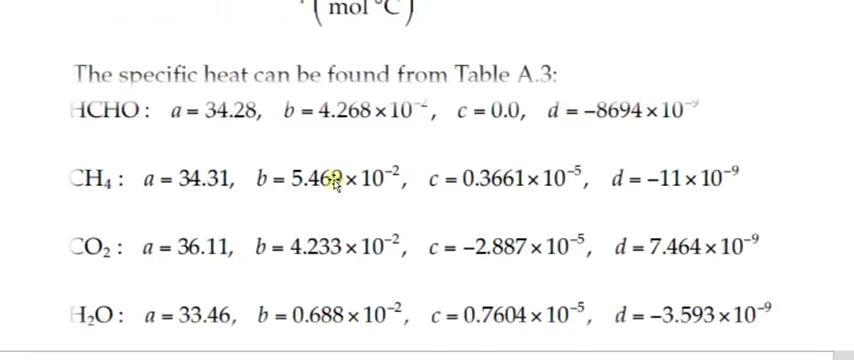 ( mol °C )
The specific heat can be found from Table A.3:
HCHO : a = 34.28, b = 4.268 × 10⁻², c = 0.0, d = −8694 × 10⁻⁹
CH₄ : a = 34.31, b = 5.469 × 10⁻², c = 0.3661 × 10⁻⁵, d = −11 × 10⁻⁹
CO₂ : a = 36.11, b = 4.233 × 10⁻², c = −2.887 × 10⁻⁵, d = 7.464 × 10⁻⁹
H₂O : a = 33.46, b = 0.688 × 10⁻², c = 0.7604 × 10⁻⁵, d = −3.593 × 10⁻⁹